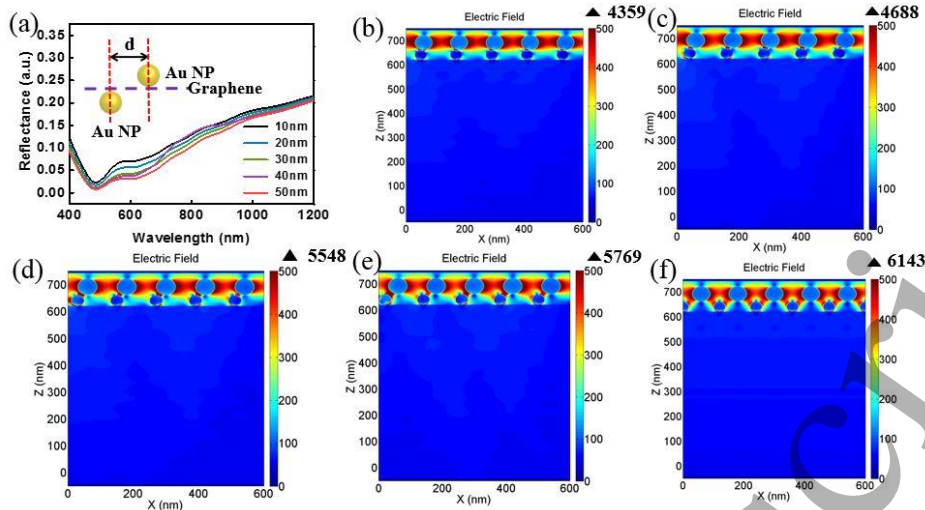 (a)
Reflectance (a.u.)
0.35
0.30
0.25
0.20
0.15
0.10
0.05
0.00
d
Au NP
Graphene
Au NP
10nm
20nm
30nm
40nm
50nm
400 600 800 1000 1200
Wavelength (nm)
(b)
Electric Field
▲ 4359
Z (nm)
700
600
500
400
300
200
100
0
0 200 400 600
X (nm)
500
400
300
200
100
0
(c)
Electric Field
▲ 4688
Z (nm)
700
600
500
400
300
200
100
0
0 200 400 600
X (nm)
500
400
300
200
100
0
(d)
Electric Field
▲ 5548
Z (nm)
700
600
500
400
300
200
100
0
0 200 400 600
X (nm)
500
400
300
200
100
0
(e)
Electric Field
▲ 5769
Z (nm)
700
600
500
400
300
200
100
0
0 200 400 600
X (nm)
500
400
300
200
100
0
(f)
Electric Field
▲ 6143
Z (nm)
700
600
500
400
300
200
100
0
0 200 400 600
X (nm)
500
400
300
200
100
0